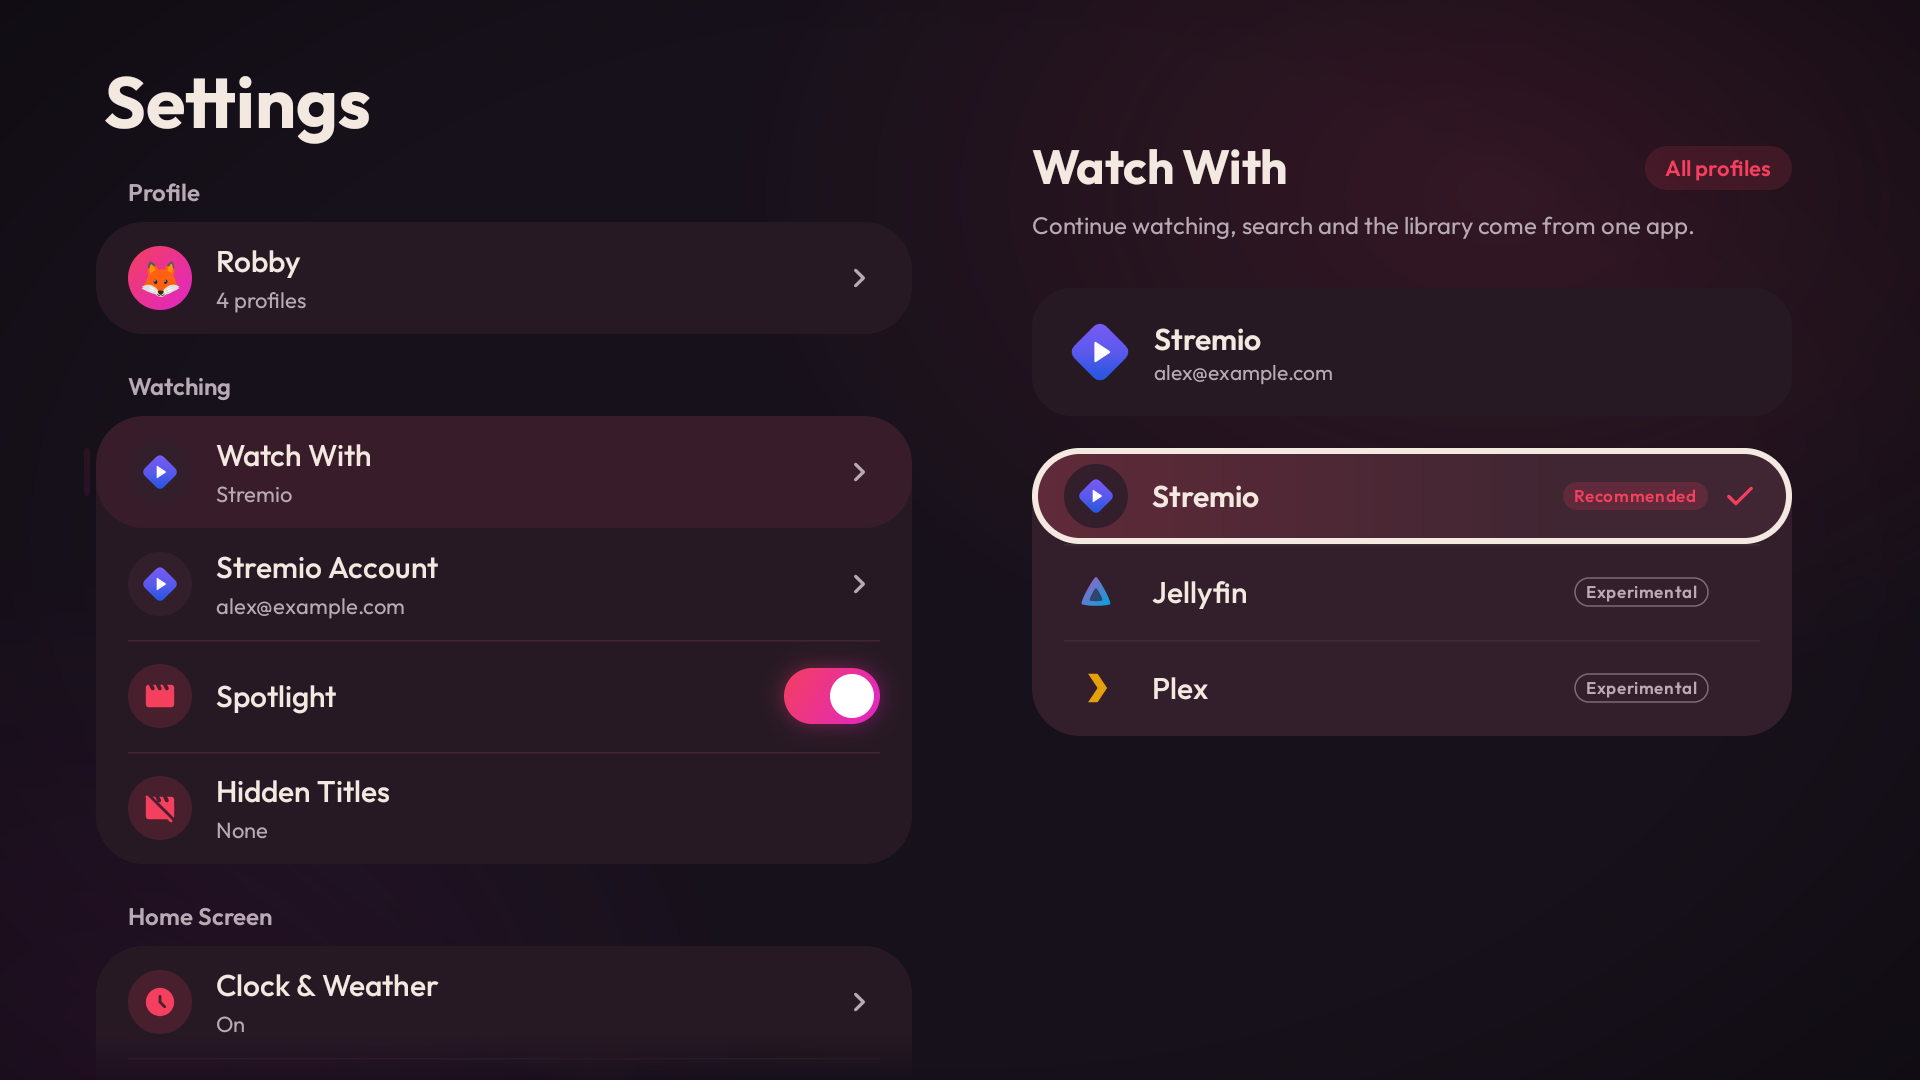 Settings
Profile
Robby
4 profiles
Watching
Watch With
Stremio
Stremio Account
alex@example.com
Spotlight
Hidden Titles
None
Home Screen
Clock & Weather
On
Watch With
All profiles
Continue watching, search and the library come from one app.
Stremio
alex@example.com
Stremio
Recommended
Jellyfin
Experimental
Plex
Experimental